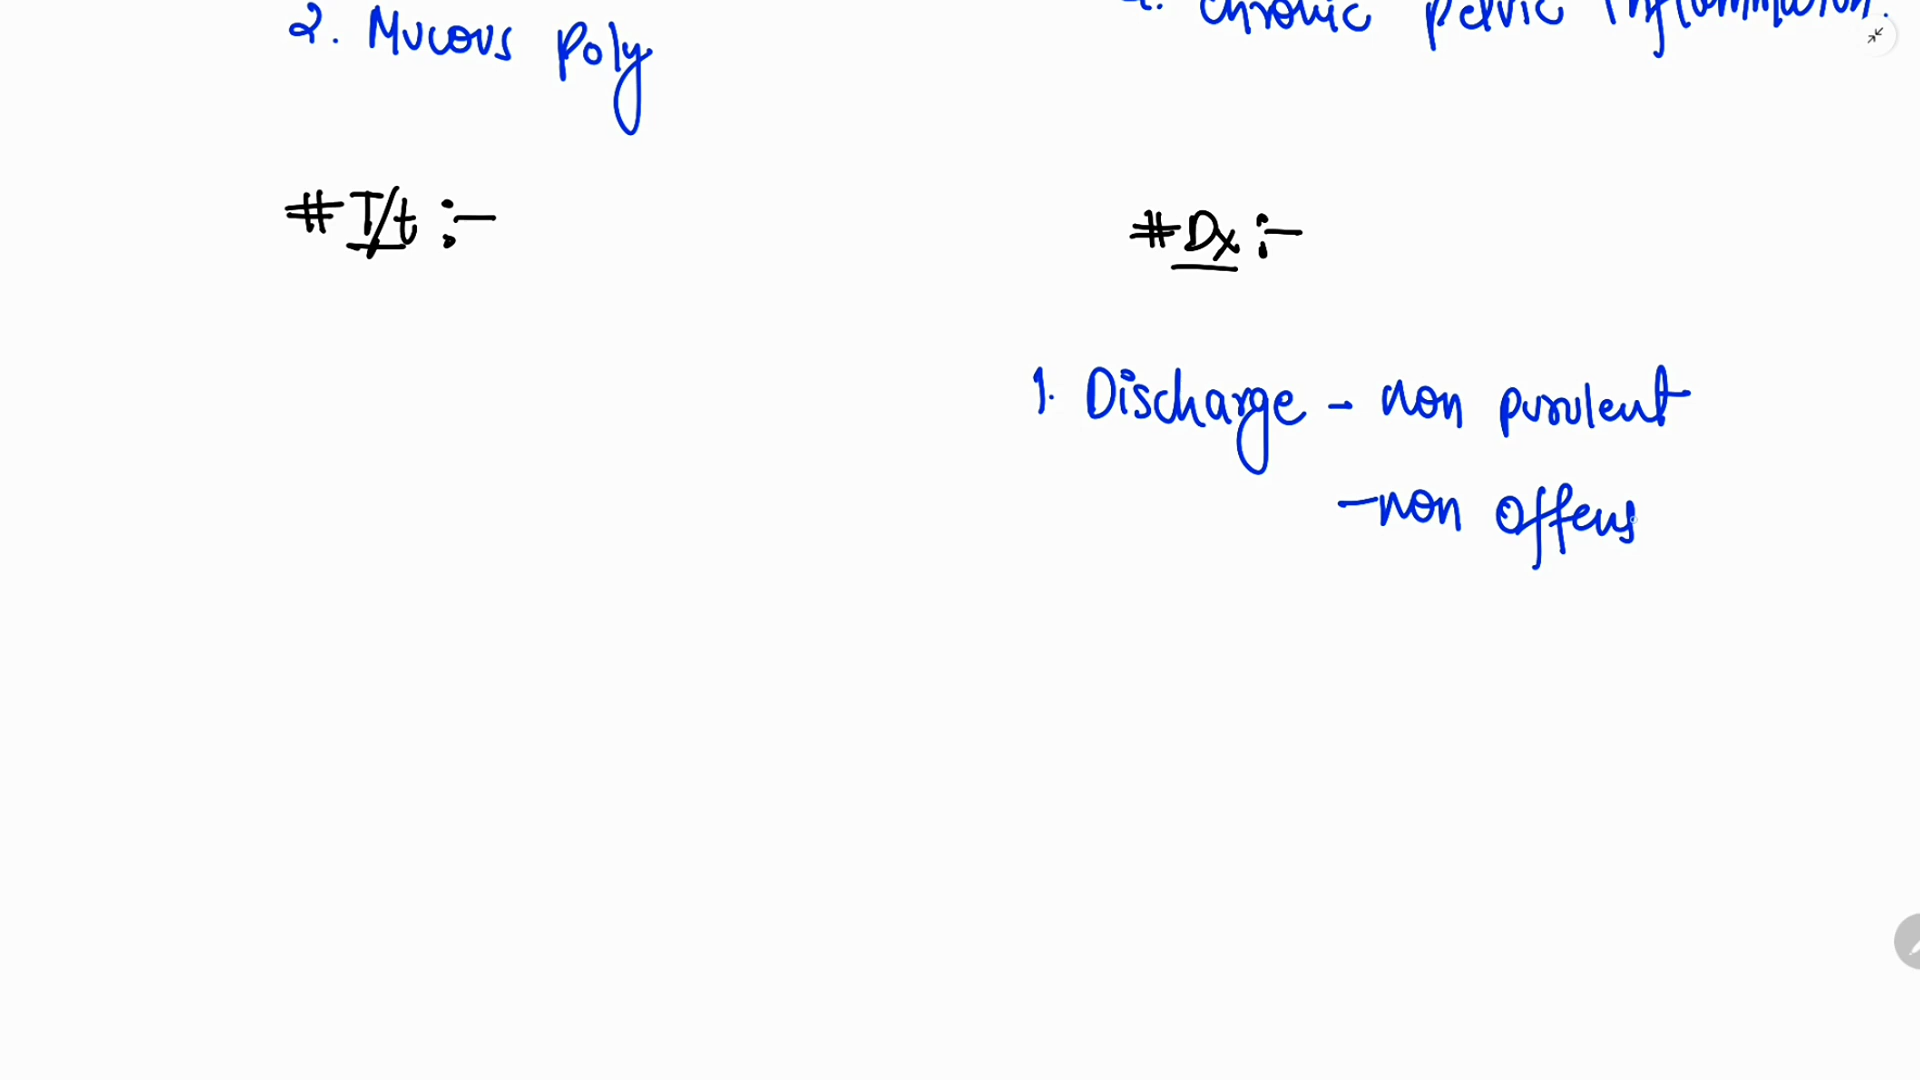 2. Mucous Poly
Chronic pelvic Inflammation.
# T/t :-
# Dx :-
1. Discharge - non purulent
- non offens